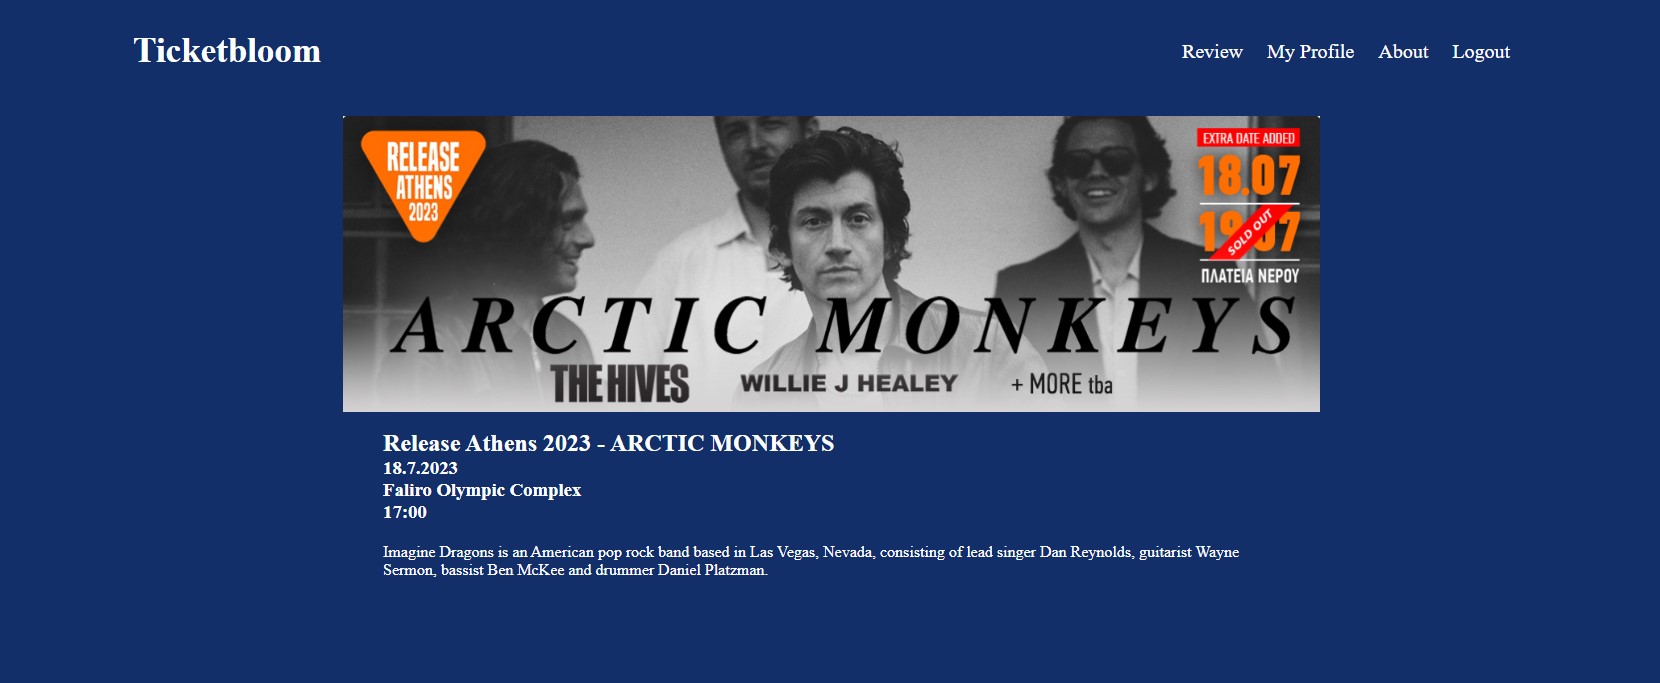 Ticketbloom
Review My Profile About Logout
RELEASE
ATHENS
2023
EXTRA DATE ADDED
18.07
19.07
SOLD OUT
ΠΛΑΤΕΙΑ ΝΕΡΟΥ
ARCTIC MONKEYS
THE HIVES WILLIE J HEALEY + MORE tba
Release Athens 2023 - ARCTIC MONKEYS
18.7.2023
Faliro Olympic Complex
17:00
Imagine Dragons is an American pop rock band based in Las Vegas, Nevada, consisting of lead singer Dan Reynolds, guitarist Wayne
Sermon, bassist Ben McKee and drummer Daniel Platzman.